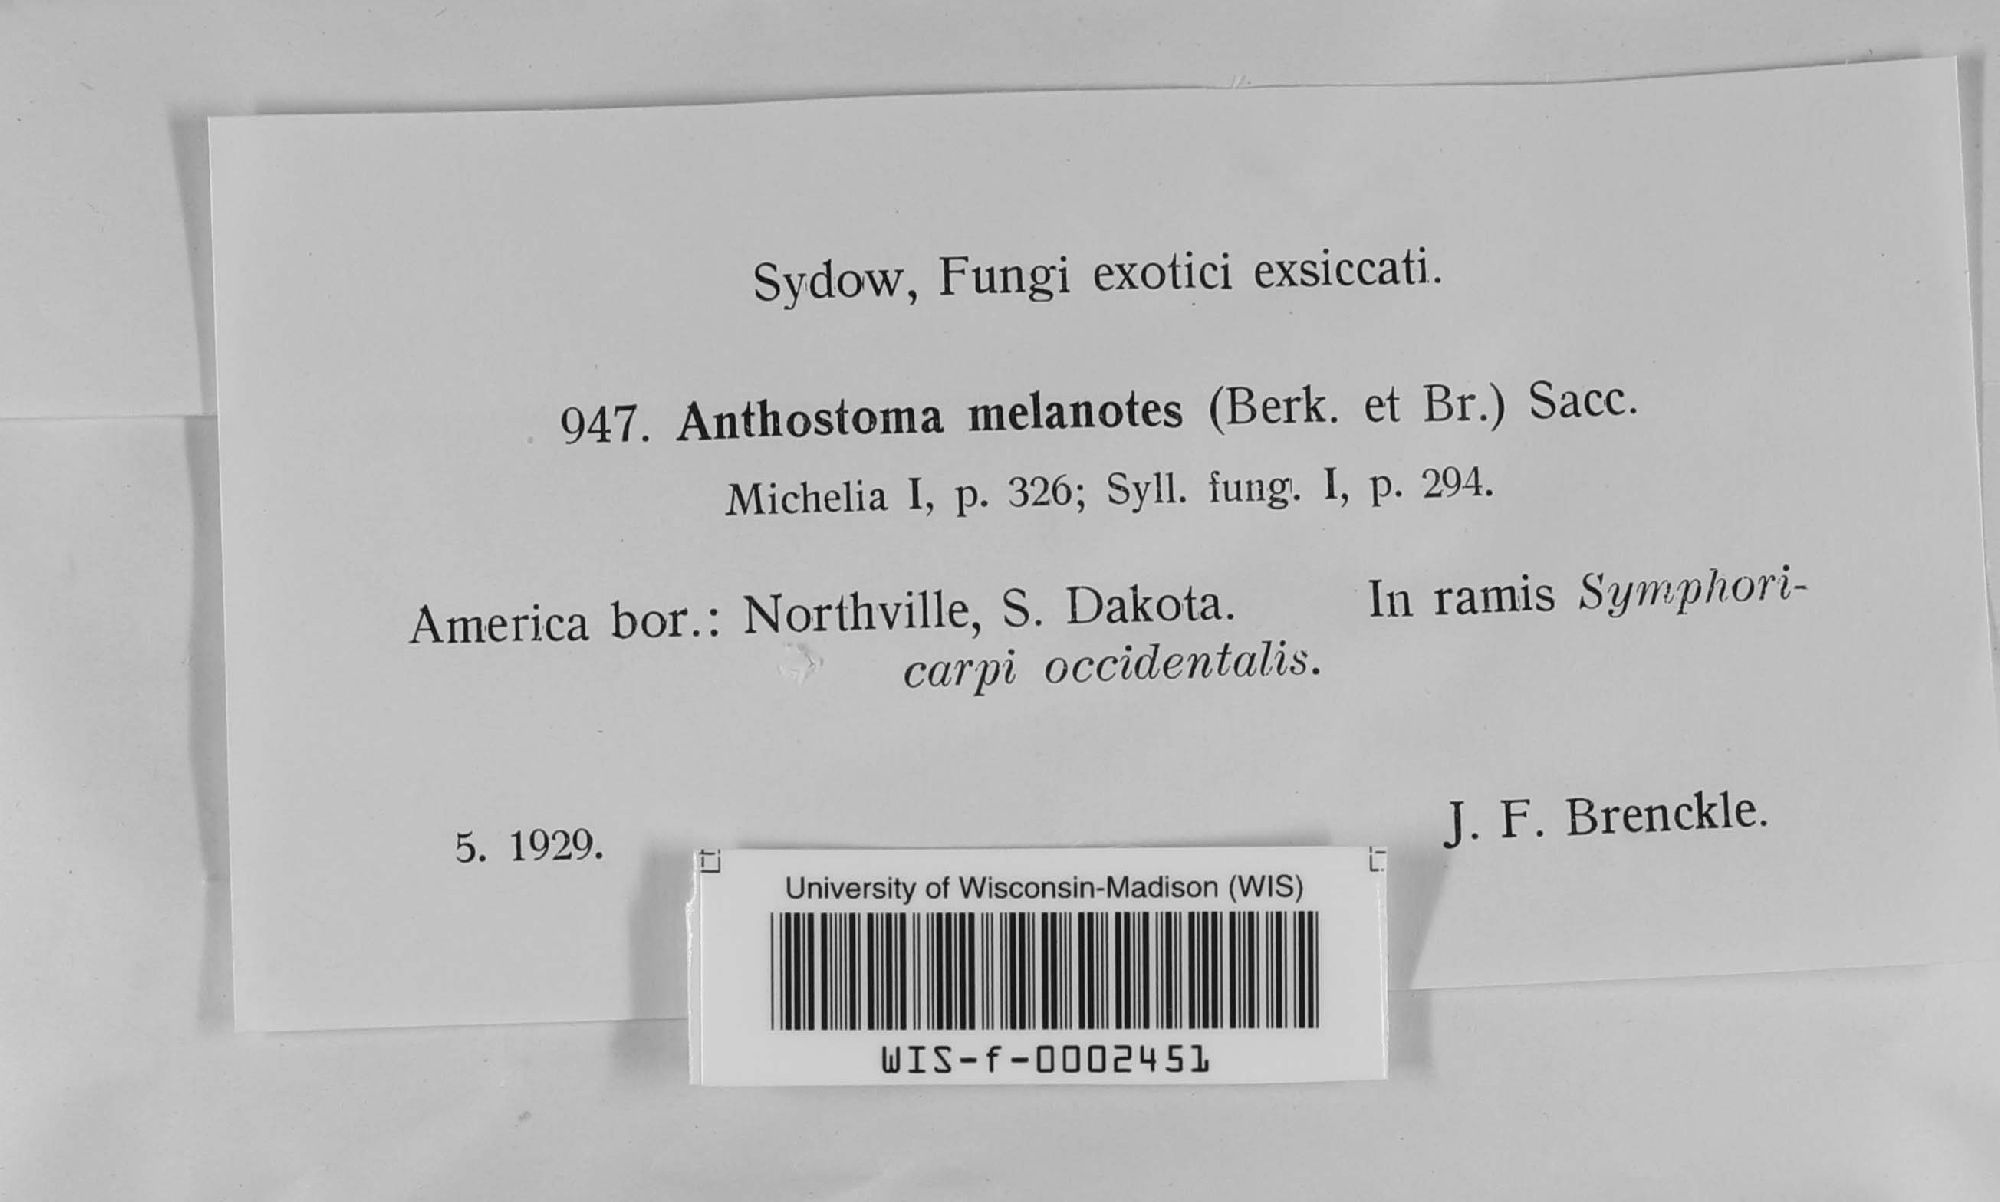 Sydow, Fungi exotici exsiccati.
947. Anthostoma melanotes (Berk. et Br.) Sacc.
Michelia I, p. 326; Syll. fung. I, p. 294.
America bor.: Northville, S. Dakota. In ramis Symphori-
carpi occidentalis.
5. 1929.
J. F. Brenckle.
University of Wisconsin-Madison (WIS)
WIS-f-0002451